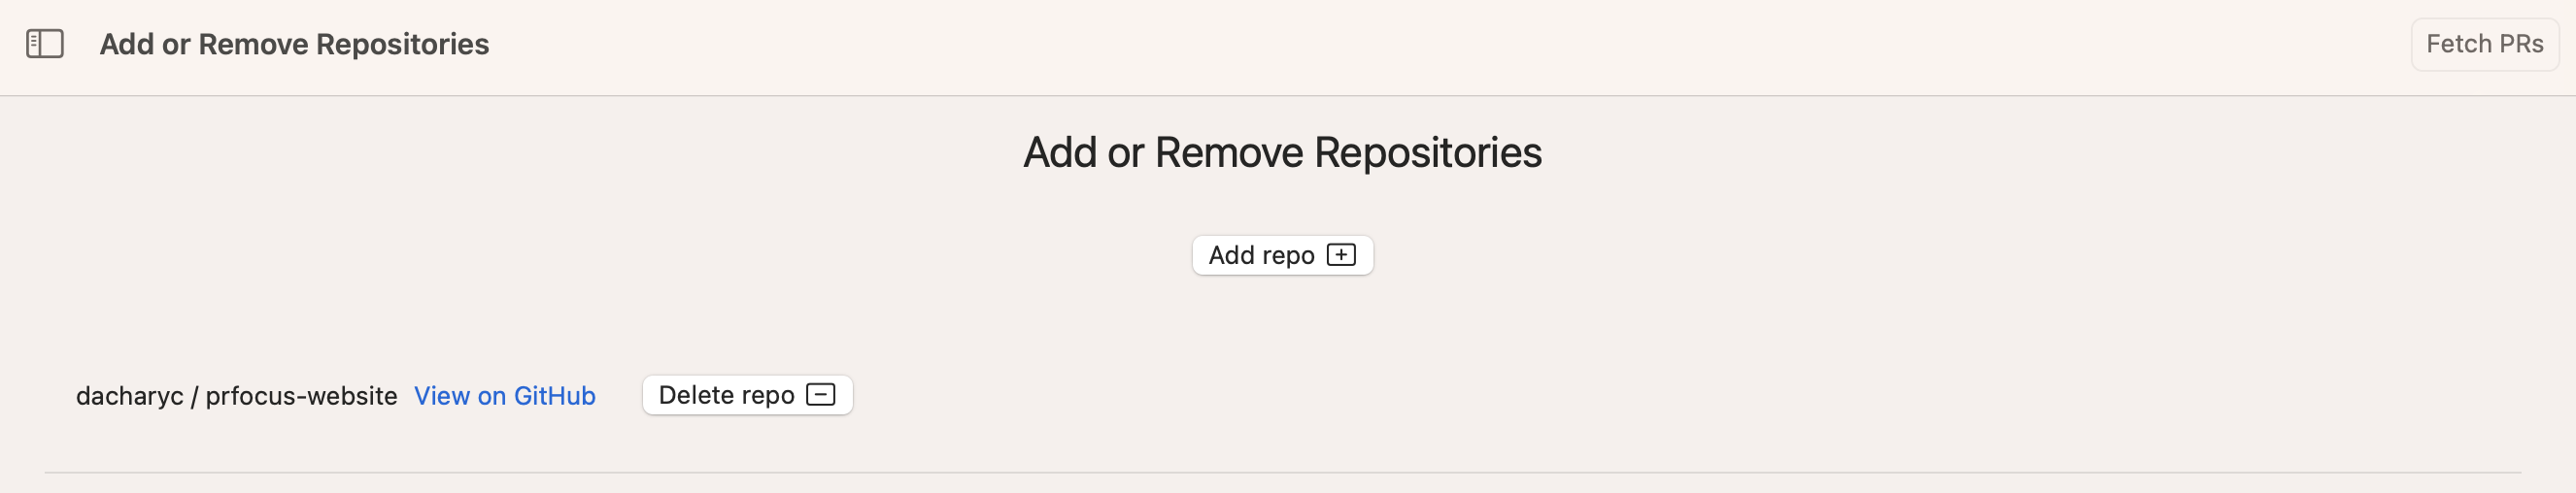 Add or Remove Repositories
Fetch PRs
Add or Remove Repositories
Add repo
dacharyc / prfocus-website View on GitHub Delete repo